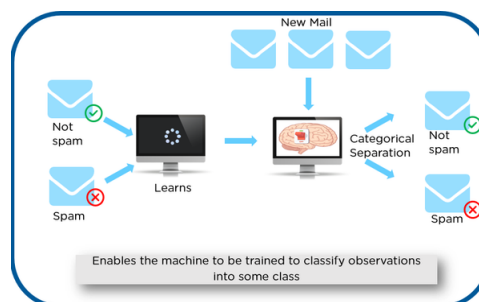 New Mail
Not
spam
Spam
Learns
Categorical
Separation
Not
spam
Spam
Enables the machine to be trained to classify observations
into some class